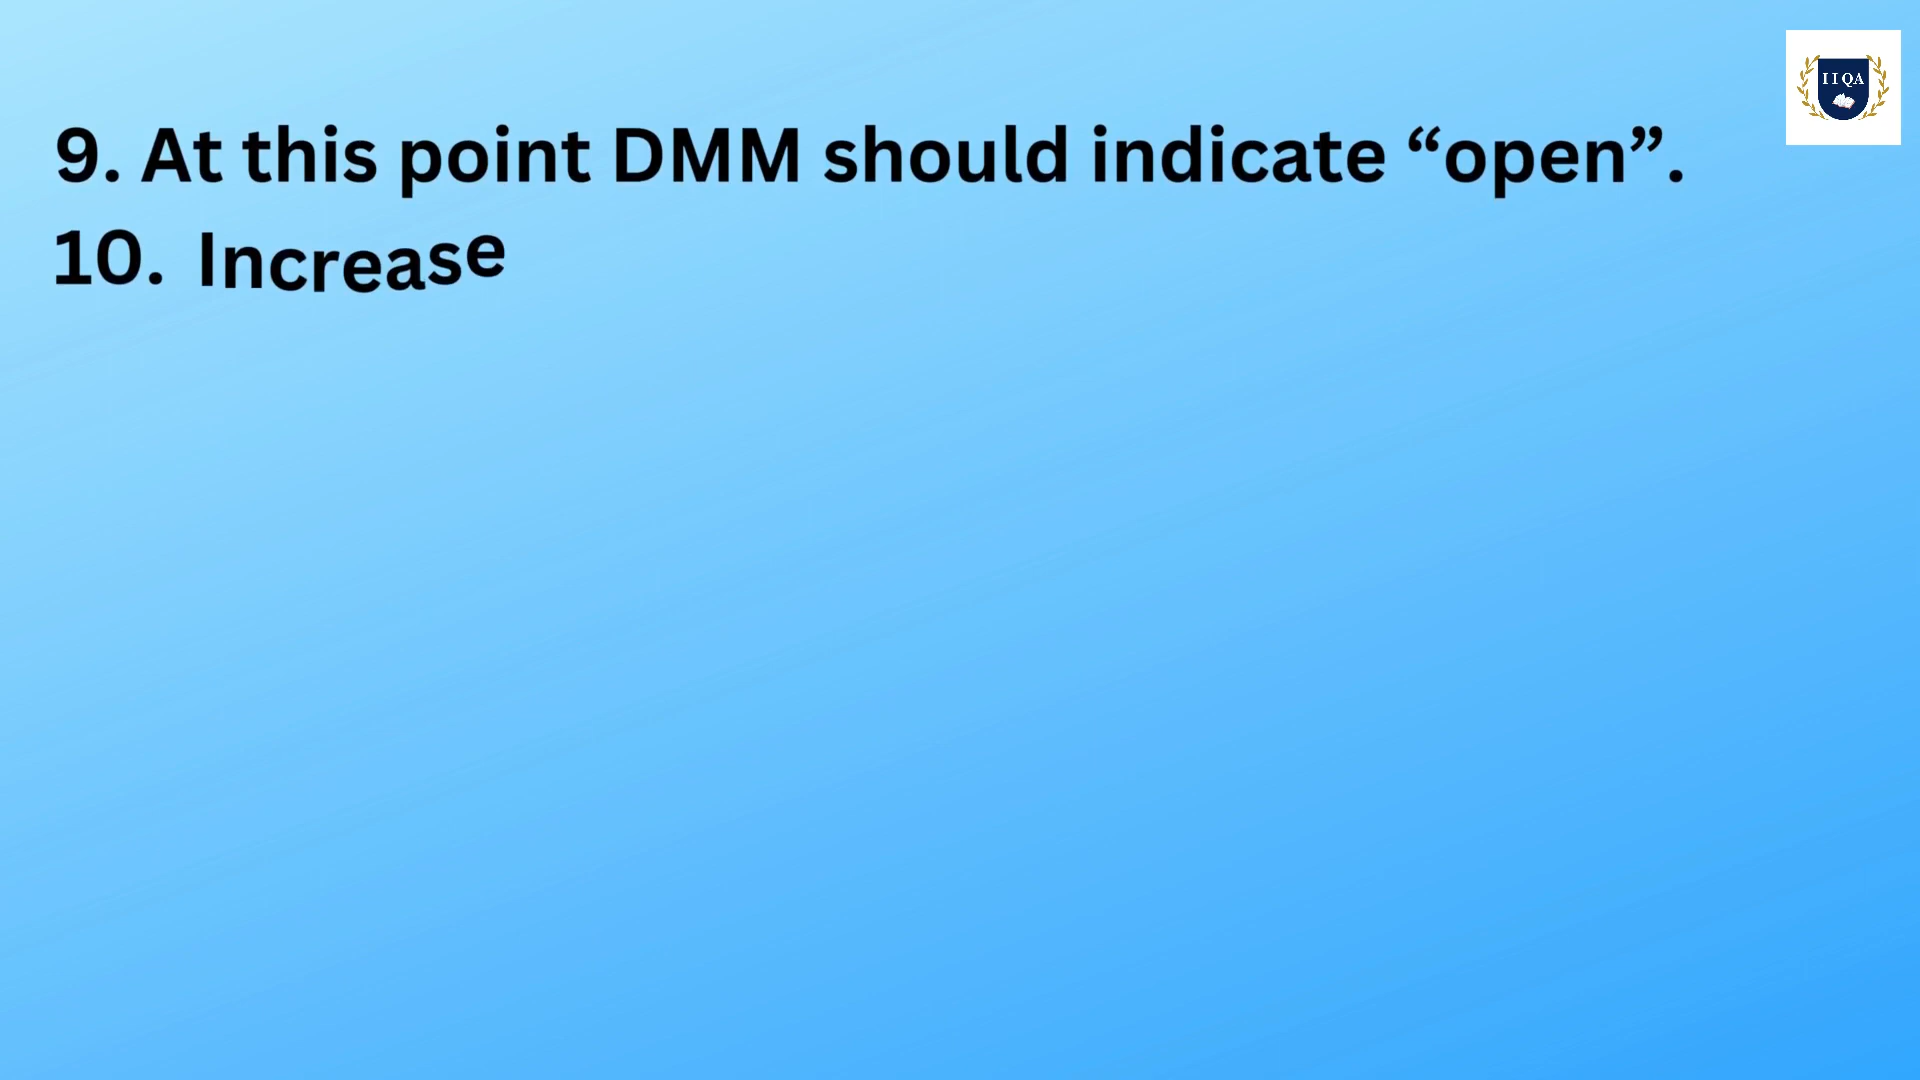 IIQA
9. At this point DMM should indicate “open”.
10. Increase